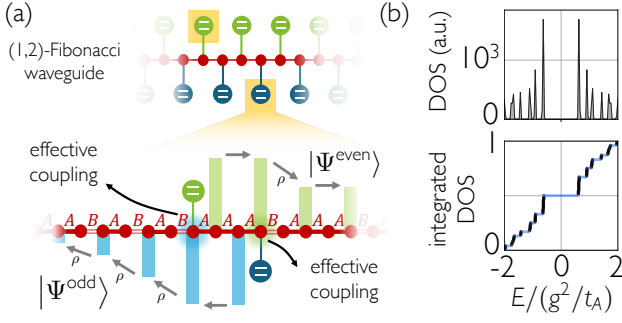 (a)
(1,2)-Fibonacci
waveguide
effective
coupling
|Ψ^even⟩
ρ
ρ
ρ
ρ
|Ψ^odd⟩
effective
coupling
(b)
DOS (a.u.)
10³
0
integrated
DOS
1
0
-2 0 2
E/(g²/t_A)